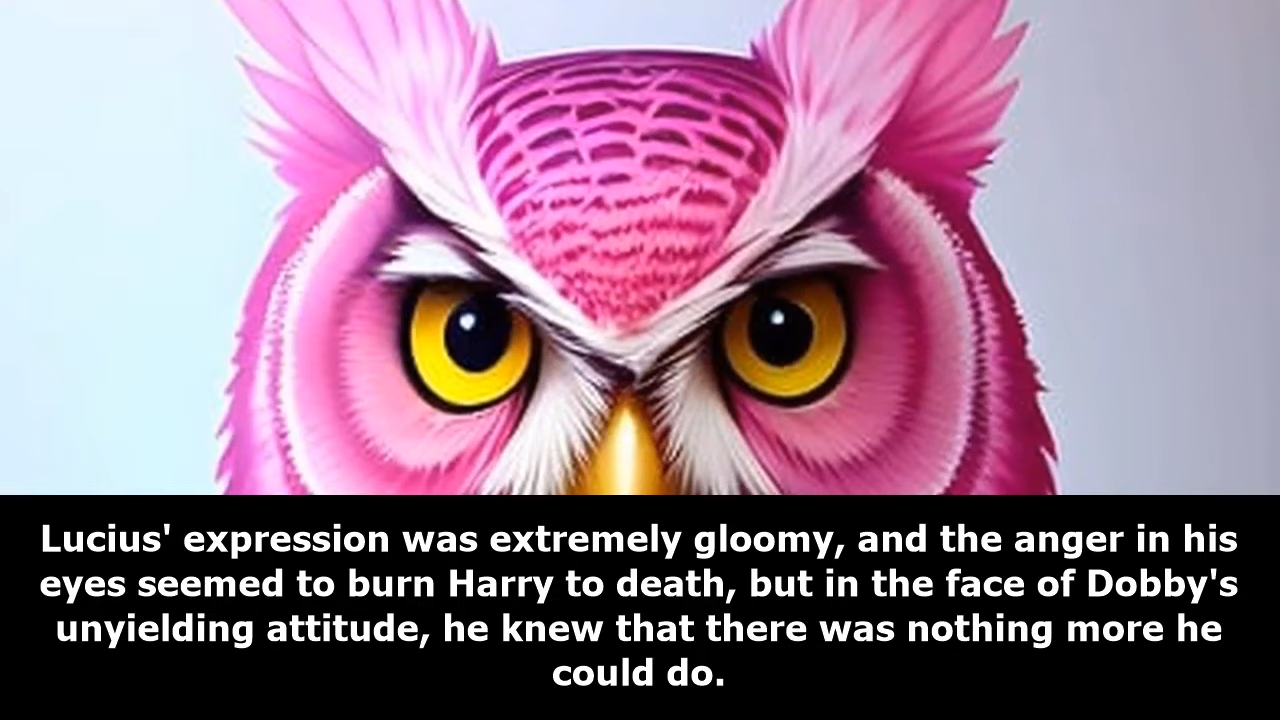 Lucius' expression was extremely gloomy, and the anger in his
eyes seemed to burn Harry to death, but in the face of Dobby's
unyielding attitude, he knew that there was nothing more he
could do.